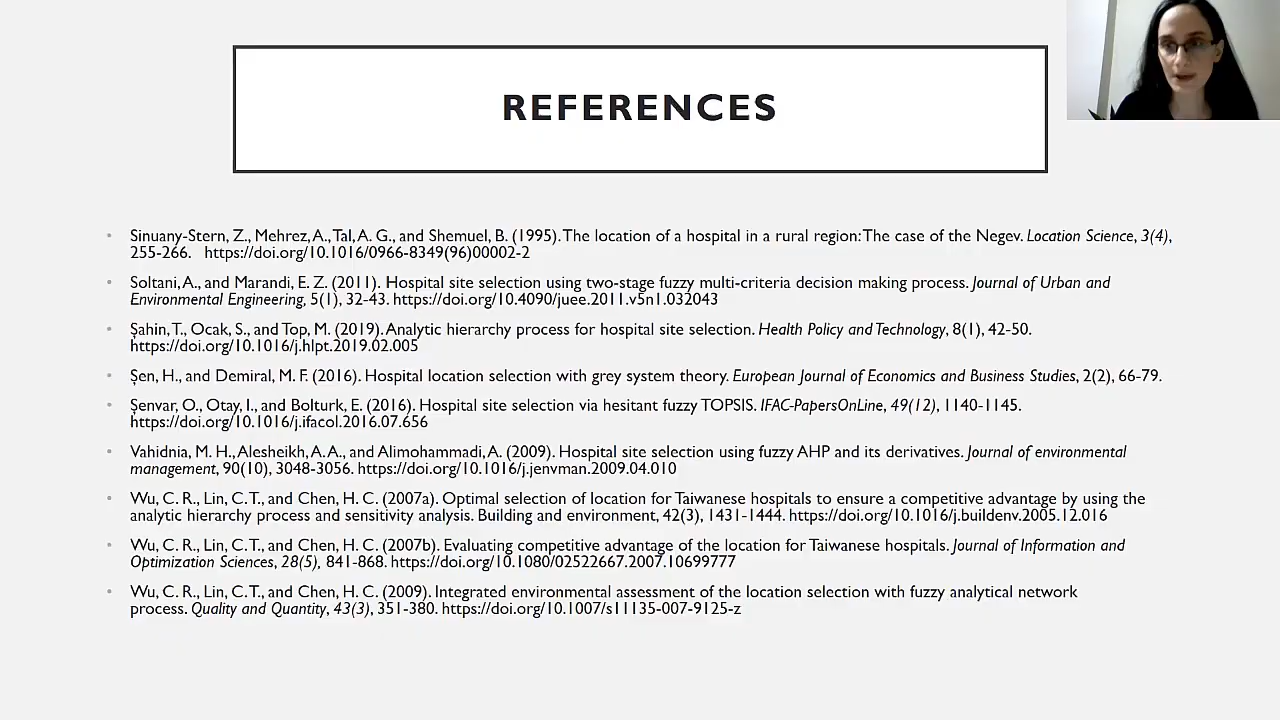 REFERENCES
Sinuany-Stern, Z., Mehrez, A., Tal, A. G., and Shemuel, B. (1995). The location of a hospital in a rural region: The case of the Negev. Location Science, 3(4),
255-266. https://doi.org/10.1016/0966-8349(96)00002-2
Soltani, A., and Marandi, E. Z. (2011). Hospital site selection using two-stage fuzzy multi-criteria decision making process. Journal of Urban and
Environmental Engineering, 5(1), 32-43. https://doi.org/10.4090/juee.2011.v5n1.032043
Şahin, T., Ocak, S., and Top, M. (2019). Analytic hierarchy process for hospital site selection. Health Policy and Technology, 8(1), 42-50.
https://doi.org/10.1016/j.hlpt.2019.02.005
Şen, H., and Demiral, M. F. (2016). Hospital location selection with grey system theory. European Journal of Economics and Business Studies, 2(2), 66-79.
Şenvar, O., Otay, I., and Bolturk, E. (2016). Hospital site selection via hesitant fuzzy TOPSIS. IFAC-PapersOnLine, 49(12), 1140-1145.
https://doi.org/10.1016/j.ifacol.2016.07.656
Vahidnia, M. H., Alesheikh, A. A., and Alimohammadi, A. (2009). Hospital site selection using fuzzy AHP and its derivatives. Journal of environmental
management, 90(10), 3048-3056. https://doi.org/10.1016/j.jenvman.2009.04.010
Wu, C. R., Lin, C. T., and Chen, H. C. (2007a). Optimal selection of location for Taiwanese hospitals to ensure a competitive advantage by using the
analytic hierarchy process and sensitivity analysis. Building and environment, 42(3), 1431-1444. https://doi.org/10.1016/j.buildenv.2005.12.016
Wu, C. R., Lin, C. T., and Chen, H. C. (2007b). Evaluating competitive advantage of the location for Taiwanese hospitals. Journal of Information and
Optimization Sciences, 28(5), 841-868. https://doi.org/10.1080/02522667.2007.10699777
Wu, C. R., Lin, C. T., and Chen, H. C. (2009). Integrated environmental assessment of the location selection with fuzzy analytical network
process. Quality and Quantity, 43(3), 351-380. https://doi.org/10.1007/s11135-007-9125-z